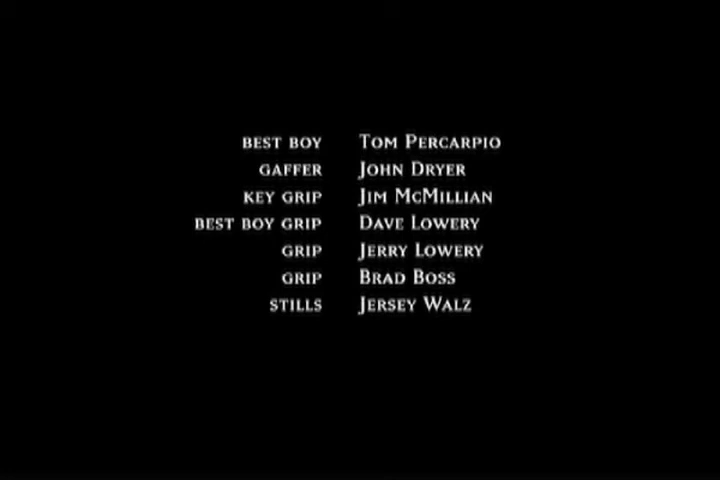 BEST BOY TOM PERCARPIO
GAFFER JOHN DRYER
KEY GRIP JIM MCMILLIAN
BEST BOY GRIP DAVE LOWERY
GRIP JERRY LOWERY
GRIP BRAD BOSS
STILLS JERSEY WALZ